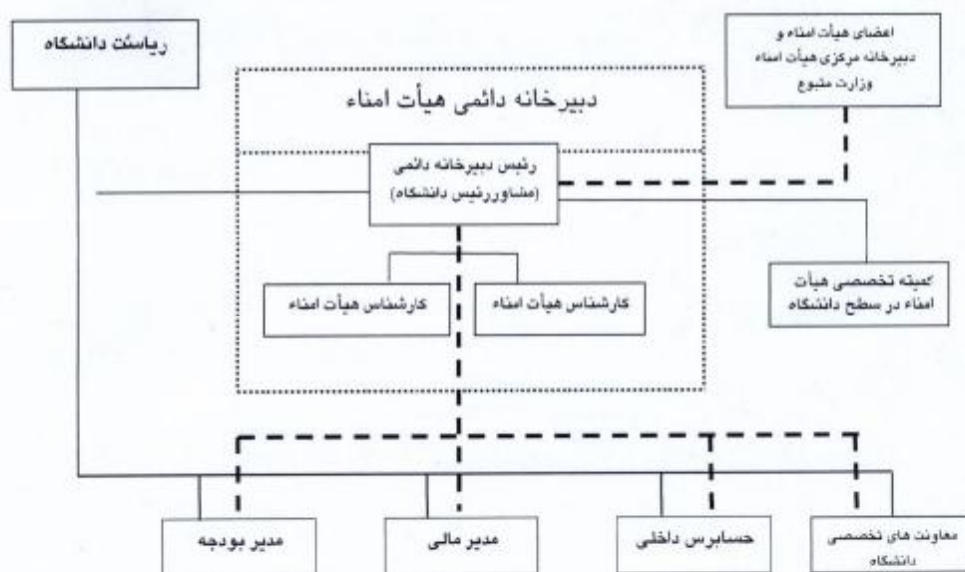 ریاست دانشگاه
اعضای هیأت امناء و
دبیرخانه مرکزی هیأت امناء
وزارت متبوع
دبیرخانه دائمی هیأت امناء
رئیس دبیرخانه دائمی
(مشاوررئیس دانشگاه)
کمیته تخصصی هیأت
امناء در سطح دانشگاه
کارشناس هیأت امناء
کارشناس هیأت امناء
معاونت های تخصصی
دانشگاه
حسابرس داخلی
مدیر مالی
مدیر بودجه